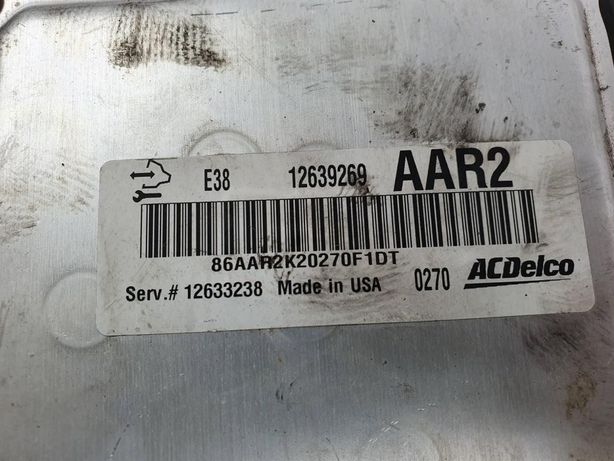 E38 12639269 AAR2
86AAR2K20270F1DT
Serv.# 12633238 Made in USA 0270 ACDelco